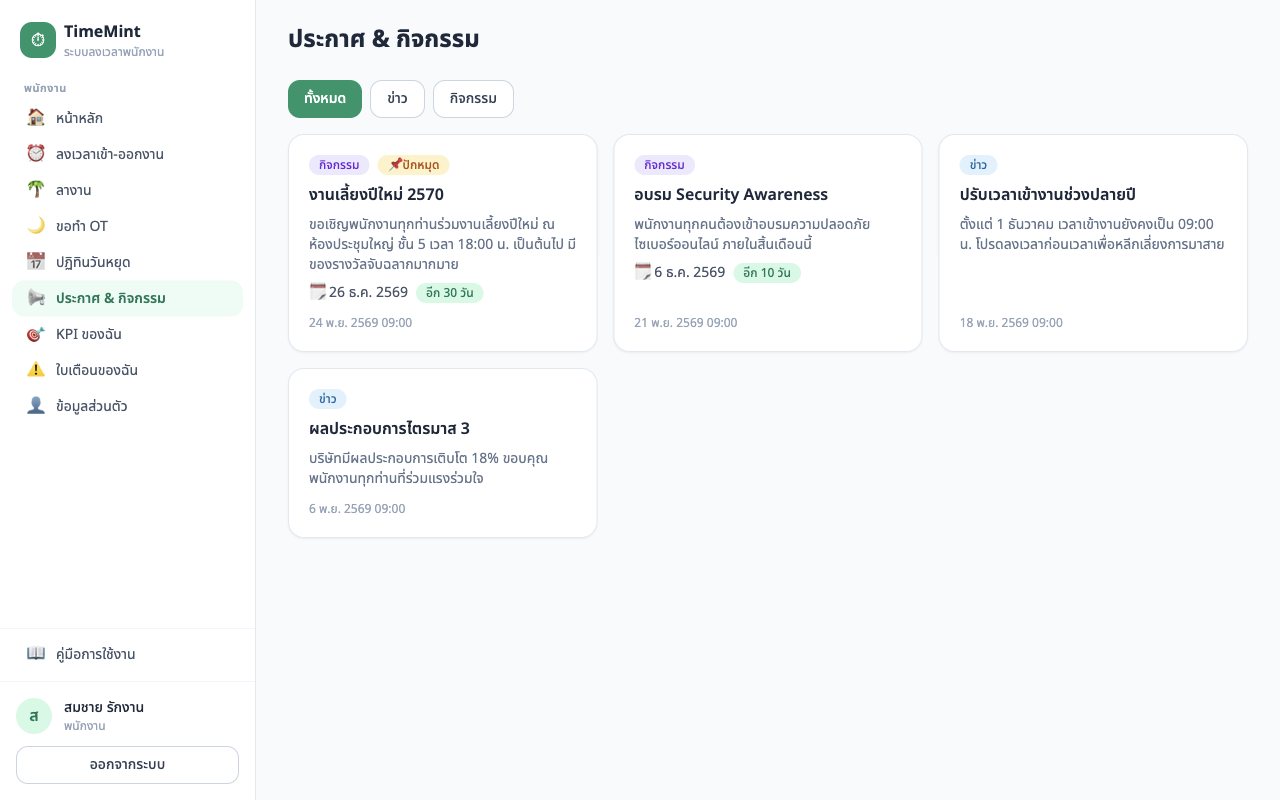 TimeMint
ระบบลงเวลาพนักงาน
พนักงาน
หน้าหลัก
ลงเวลาเข้า-ออกงาน
ลางาน
ขอทำ OT
ปฏิทินวันหยุด
ประกาศ & กิจกรรม
KPI ของฉัน
ใบเตือนของฉัน
ข้อมูลส่วนตัว
คู่มือการใช้งาน
ส
สมชาย รักงาน
พนักงาน
ออกจากระบบ
ประกาศ & กิจกรรม
ทั้งหมด
ข่าว
กิจกรรม
กิจกรรม
ปักหมุด
งานเลี้ยงปีใหม่ 2570
ขอเชิญพนักงานทุกท่านร่วมงานเลี้ยงปีใหม่ ณ
ห้องประชุมใหญ่ ชั้น 5 เวลา 18:00 น. เป็นต้นไป มี
ของรางวัลจับฉลากมากมาย
26 ธ.ค. 2569
อีก 30 วัน
24 พ.ย. 2569 09:00
กิจกรรม
อบรม Security Awareness
พนักงานทุกคนต้องเข้าอบรมความปลอดภัย
ไซเบอร์ออนไลน์ ภายในสิ้นเดือนนี้
6 ธ.ค. 2569
อีก 10 วัน
21 พ.ย. 2569 09:00
ข่าว
ปรับเวลาเข้างานช่วงปลายปี
ตั้งแต่ 1 ธันวาคม เวลาเข้างานยังคงเป็น 09:00
น. โปรดลงเวลาก่อนเวลาเพื่อหลีกเลี่ยงการมาสาย
18 พ.ย. 2569 09:00
ข่าว
ผลประกอบการไตรมาส 3
บริษัทมีผลประกอบการเติบโต 18% ขอบคุณ
พนักงานทุกท่านที่ร่วมแรงร่วมใจ
6 พ.ย. 2569 09:00